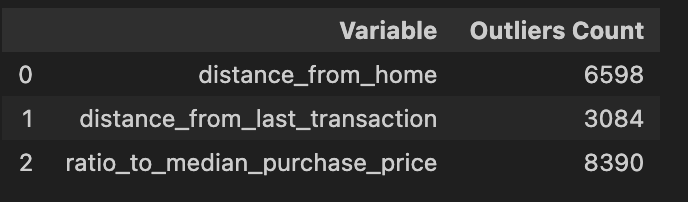 Variable Outliers Count
0 distance_from_home 6598
1 distance_from_last_transaction 3084
2 ratio_to_median_purchase_price 8390